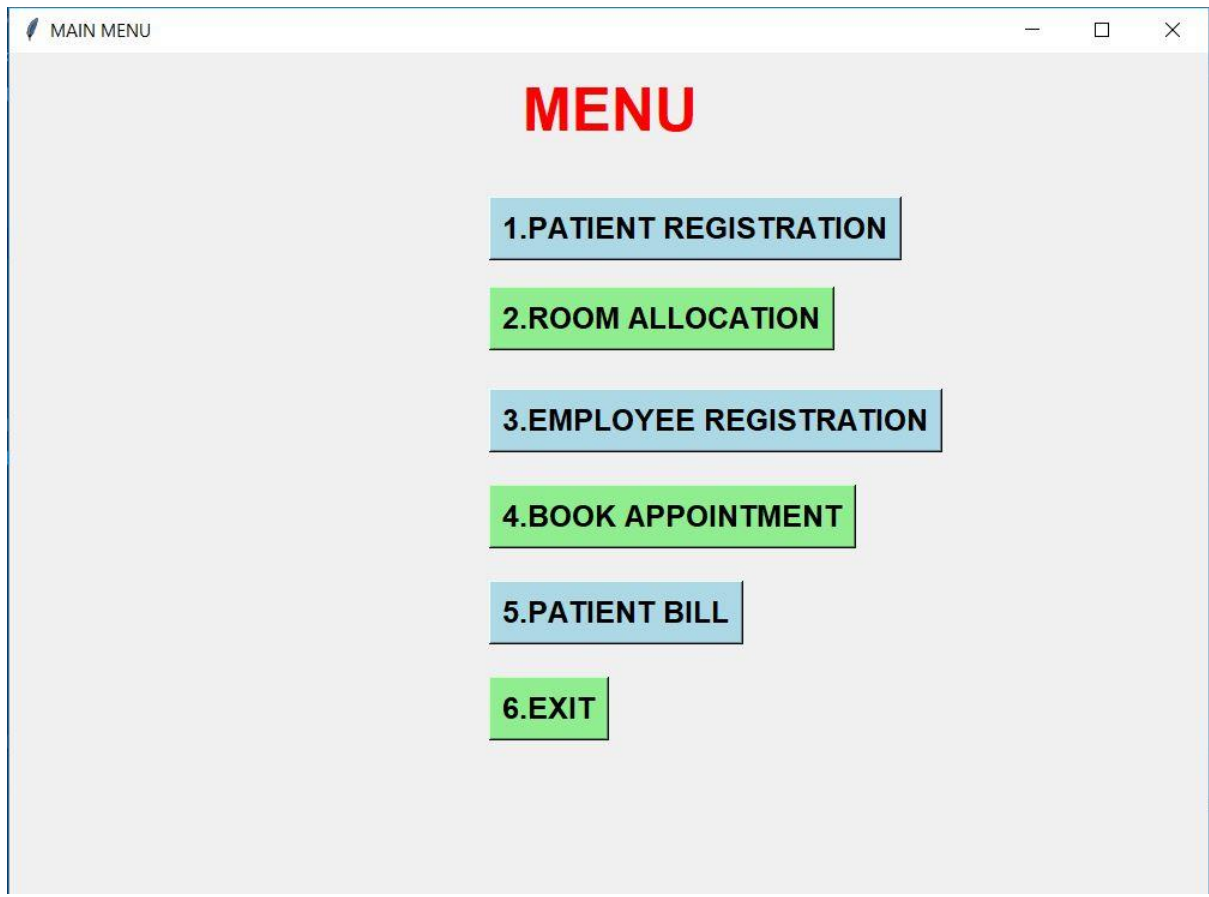 MAIN MENU
MENU
1.PATIENT REGISTRATION
2.ROOM ALLOCATION
3.EMPLOYEE REGISTRATION
4.BOOK APPOINTMENT
5.PATIENT BILL
6.EXIT